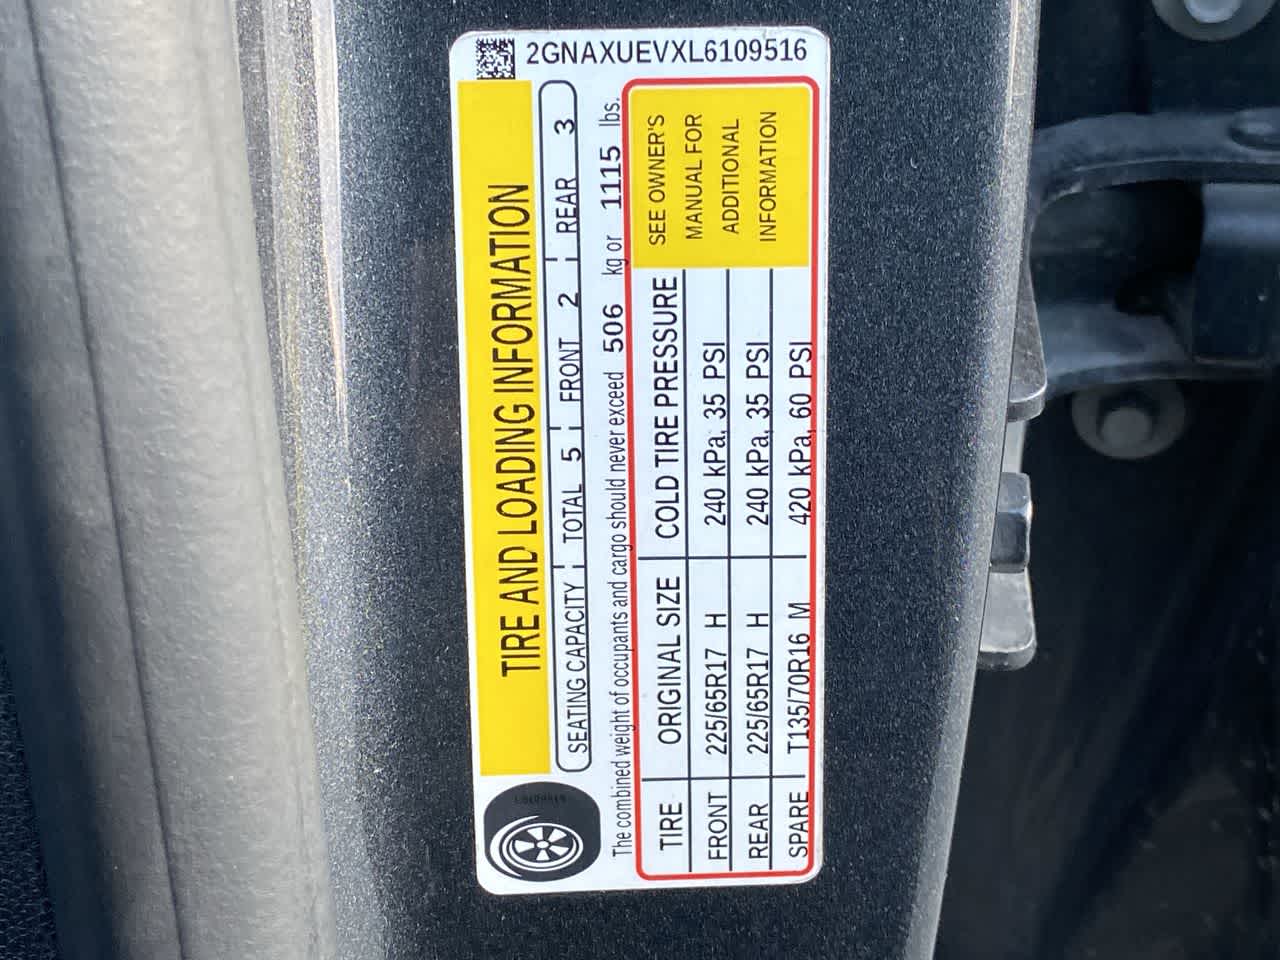 2GNAXUEVXL6109516
TIRE AND LOADING INFORMATION
SEATING CAPACITY TOTAL 5 FRONT 2 REAR 3
The combined weight of occupants and cargo should never exceed 506 kg or 1115 lbs.
TIRE ORIGINAL SIZE COLD TIRE PRESSURE
FRONT 225/65R17 H 240 kPa, 35 PSI
REAR 225/65R17 H 240 kPa, 35 PSI
SPARE T135/70R16 M 420 kPa, 60 PSI
SEE OWNER'S
MANUAL FOR
ADDITIONAL
INFORMATION